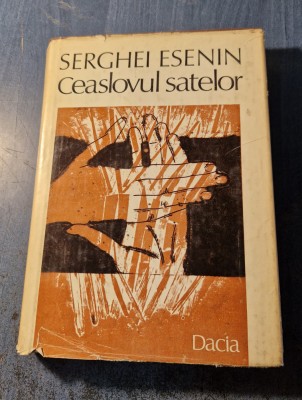 SERGHEI ESENIN
Ceaslovul satelor
Dacia